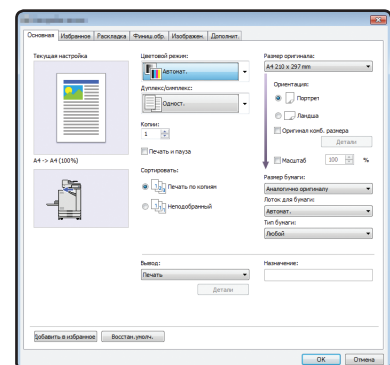 Основная Избранное Раскладка Финиш.обр. Изображен. Дополнит.
Текущая настройка
A4 -> A4 (100%)
Цветовой режим:
Автомат.
Дуплекс/симплекс:
Одност.
Копии:
1
Печать и пауза
Сортировать:
Печать по копиям
Неподобранный
Вывод:
Печать
Детали
Размер оригинала:
A4 210 x 297 mm
Ориентация:
Портрет
Ландша
Оригинал комб. размера
Детали
Масштаб 100 %
Размер бумаги:
Аналогично оригиналу
Лоток для бумаги:
Автомат.
Тип бумаги:
Любой
Назначение:
Добавить в избранное Восстан.умолч.
OK Отмена